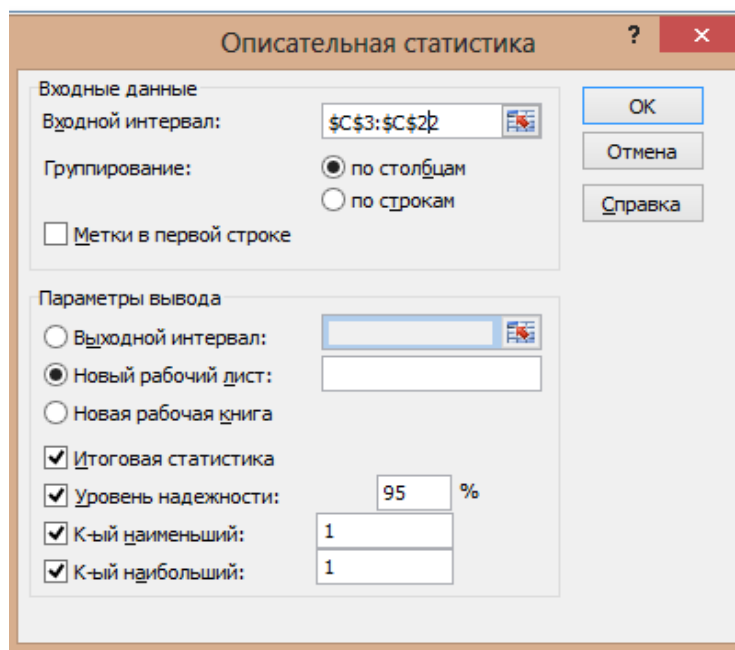 Описательная статистика ? ×
Входные данные
Входной интервал: $C$3:$C$22
Группирование: по столбцам
по строкам
Метки в первой строке
OK
Отмена
Справка
Параметры вывода
Выходной интервал:
Новый рабочий лист:
Новая рабочая книга
Итоговая статистика
Уровень надежности: 95 %
К-ый наименьший: 1
К-ый наибольший: 1